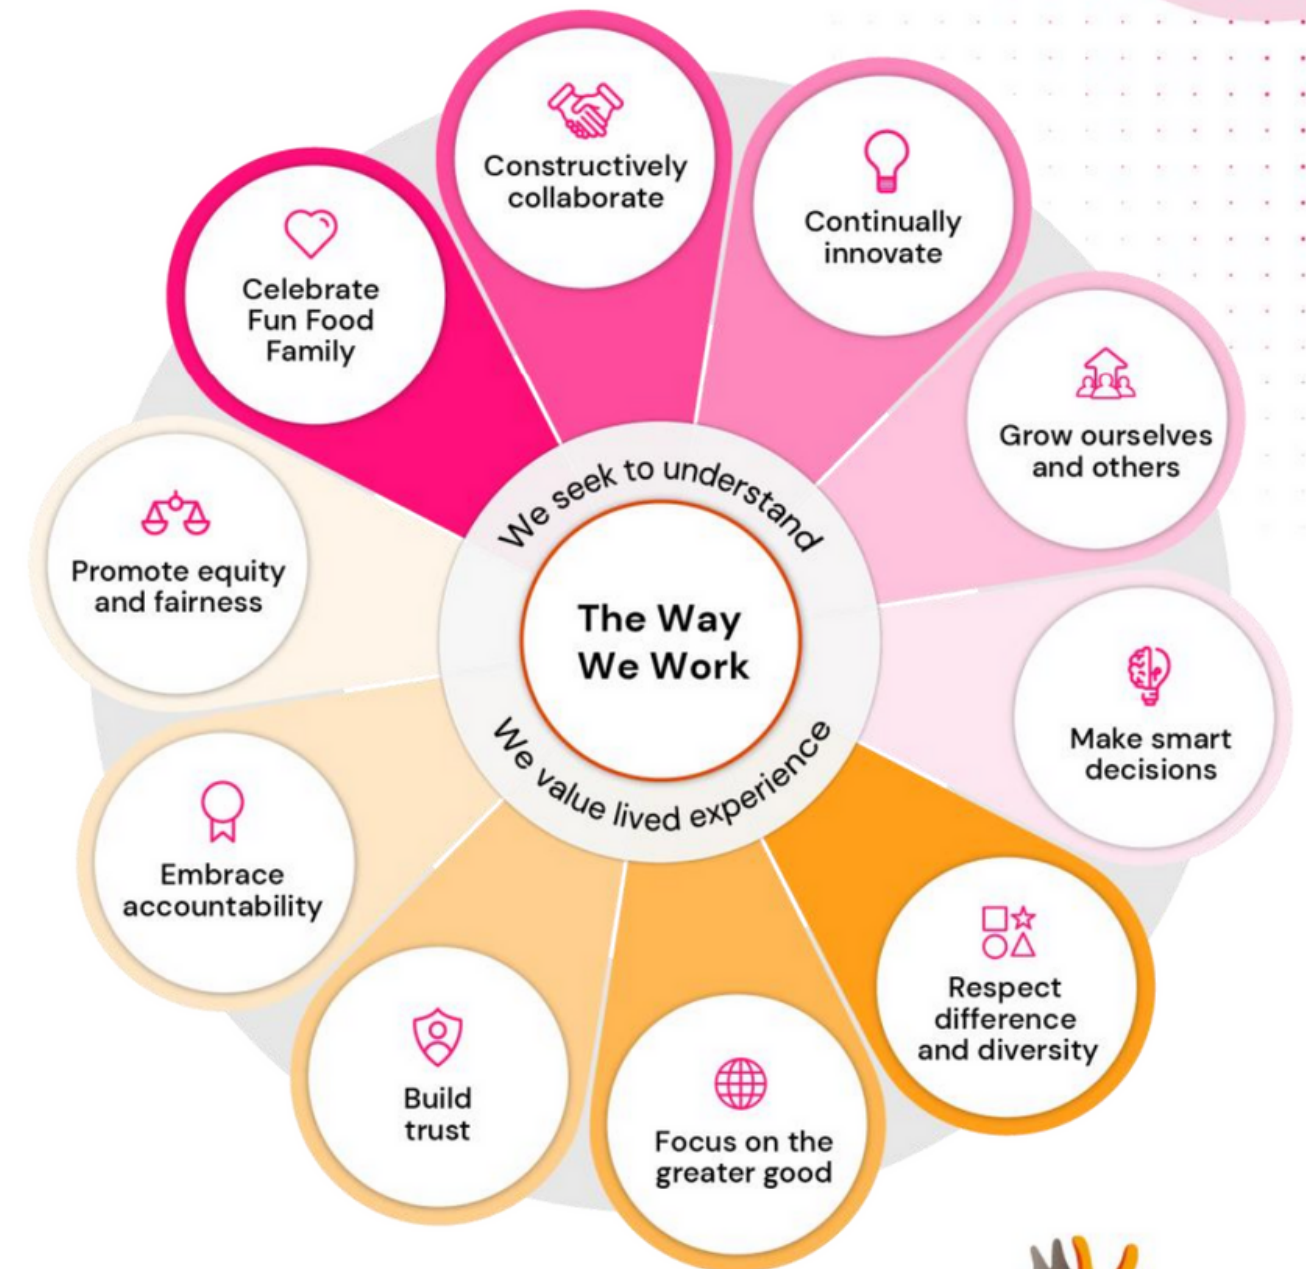 Constructively
collaborate
Continually
innovate
Celebrate
Fun Food
Family
Grow ourselves
and others
We seek to understand
Promote equity
and fairness
The Way
We Work
Make smart
decisions
We value lived experience
Embrace
accountability
Respect
difference
and diversity
Build
trust
Focus on the
greater good